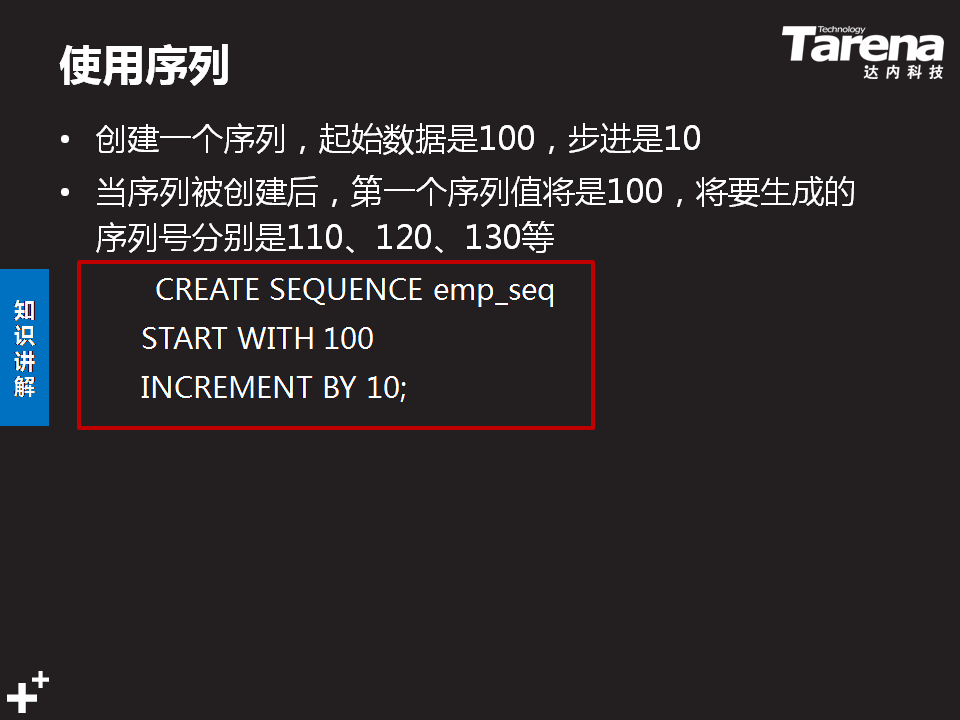 使用序列
Technology
Tarena
达内科技
• 创建一个序列，起始数据是100，步进是10
• 当序列被创建后，第一个序列值将是100，将要生成的
序列号分别是110、120、130等
CREATE SEQUENCE emp_seq
START WITH 100
INCREMENT BY 10;
知识讲解